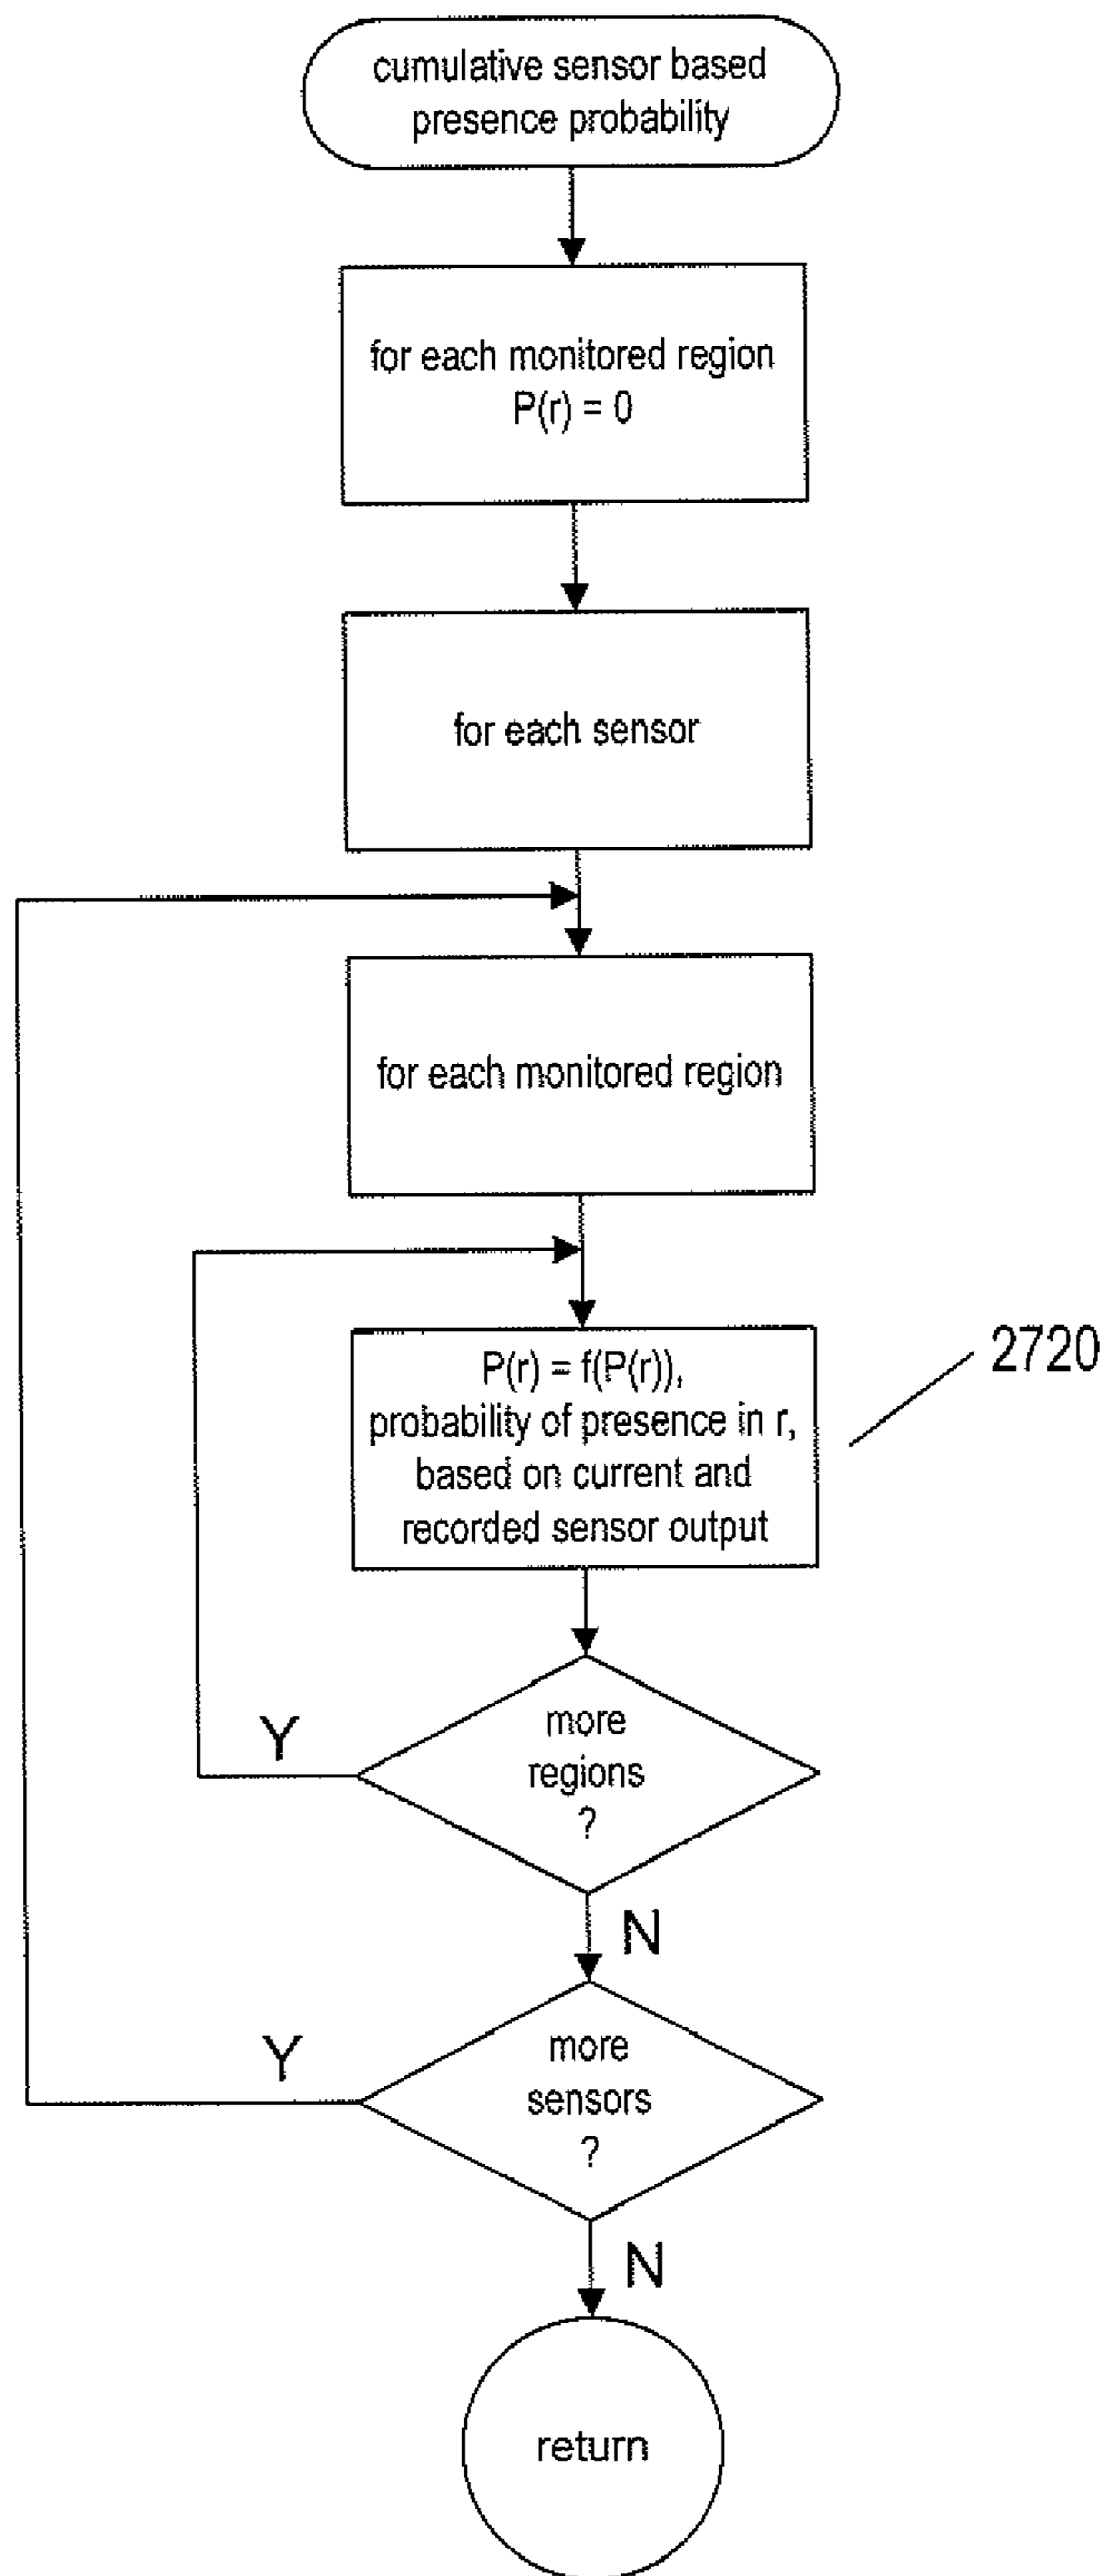 cumulative sensor based
presence probability
for each monitored region
P(r) = 0
for each sensor
for each monitored region
P(r) = f(P(r)),
probability of presence in r,
based on current and
recorded sensor output
2720
more
regions
?
Y
N
more
sensors
?
Y
N
return